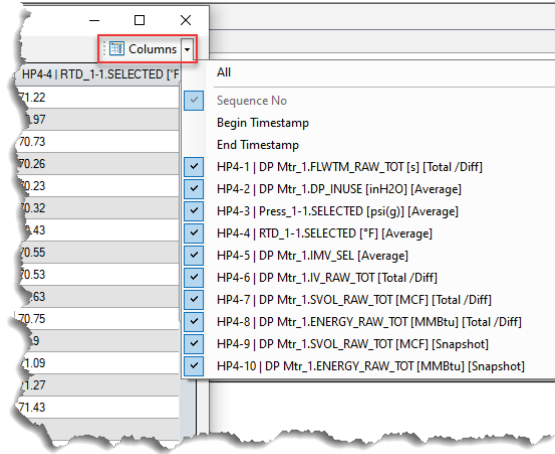 Columns
HP4-4 | RTD_1-1.SELECTED [°F
71.22
.97
70.73
70.26
70.23
70.32
.43
70.55
70.53
.63
70.75
.9
.09
.27
71.43
All
Sequence No
Begin Timestamp
End Timestamp
HP4-1 | DP Mtr_1.FLWTM_RAW_TOT [s] [Total /Diff]
HP4-2 | DP Mtr_1.DP_INUSE [inH2O] [Average]
HP4-3 | Press_1-1.SELECTED [psi(g)] [Average]
HP4-4 | RTD_1-1.SELECTED [°F] [Average]
HP4-5 | DP Mtr_1.IMV_SEL [Average]
HP4-6 | DP Mtr_1.IV_RAW_TOT [Total /Diff]
HP4-7 | DP Mtr_1.SVOL_RAW_TOT [MCF] [Total /Diff]
HP4-8 | DP Mtr_1.ENERGY_RAW_TOT [MMBtu] [Total /Diff]
HP4-9 | DP Mtr_1.SVOL_RAW_TOT [MCF] [Snapshot]
HP4-10 | DP Mtr_1.ENERGY_RAW_TOT [MMBtu] [Snapshot]